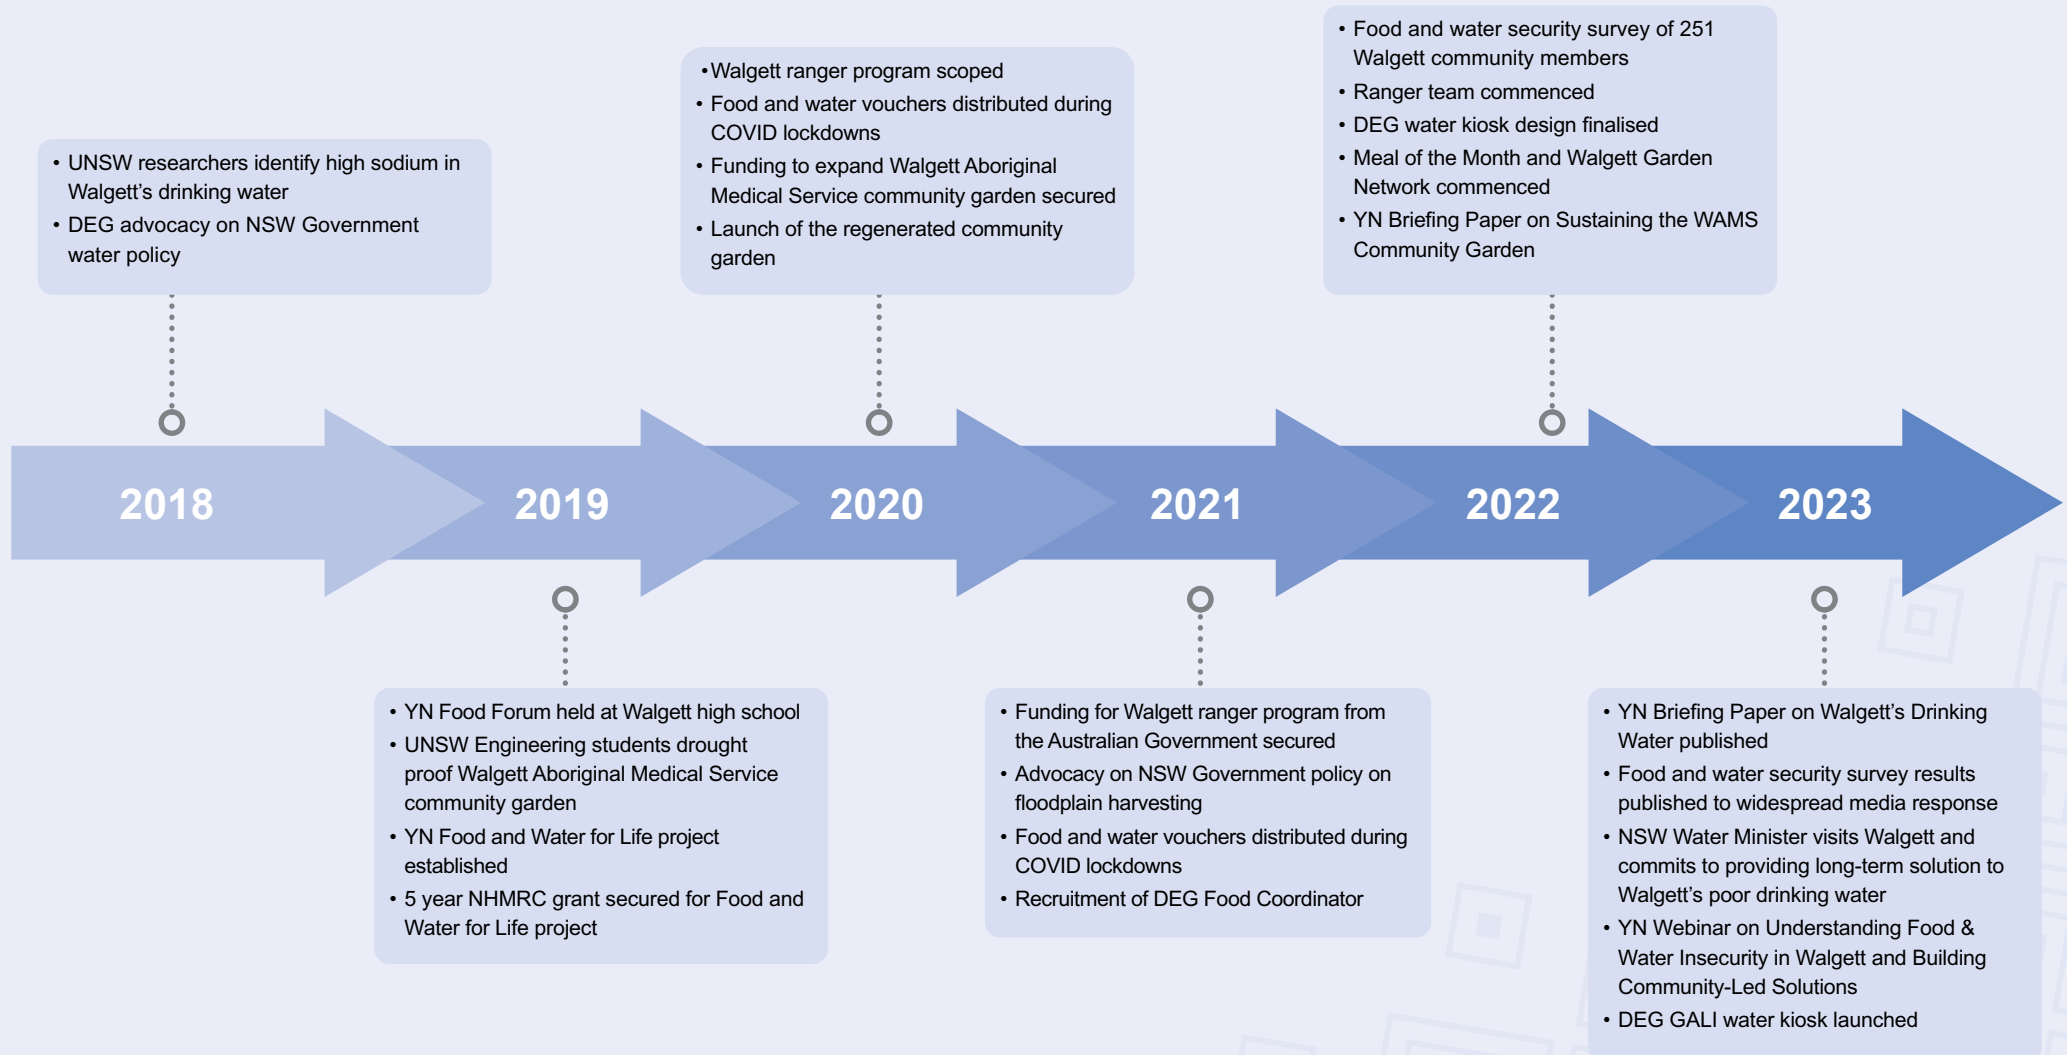 • UNSW researchers identify high sodium in
Walgett’s drinking water
• DEG advocacy on NSW Government
water policy
•Walgett ranger program scoped
• Food and water vouchers distributed during
COVID lockdowns
• Funding to expand Walgett Aboriginal
Medical Service community garden secured
• Launch of the regenerated community
garden
• Food and water security survey of 251
Walgett community members
• Ranger team commenced
• DEG water kiosk design finalised
• Meal of the Month and Walgett Garden
Network commenced
• YN Briefing Paper on Sustaining the WAMS
Community Garden
2018
2019
2020
2021
2022
2023
• YN Food Forum held at Walgett high school
• UNSW Engineering students drought
proof Walgett Aboriginal Medical Service
community garden
• YN Food and Water for Life project
established
• 5 year NHMRC grant secured for Food and
Water for Life project
• Funding for Walgett ranger program from
the Australian Government secured
• Advocacy on NSW Government policy on
floodplain harvesting
• Food and water vouchers distributed during
COVID lockdowns
• Recruitment of DEG Food Coordinator
• YN Briefing Paper on Walgett’s Drinking
Water published
• Food and water security survey results
published to widespread media response
• NSW Water Minister visits Walgett and
commits to providing long-term solution to
Walgett’s poor drinking water
• YN Webinar on Understanding Food &
Water Insecurity in Walgett and Building
Community-Led Solutions
• DEG GALI water kiosk launched